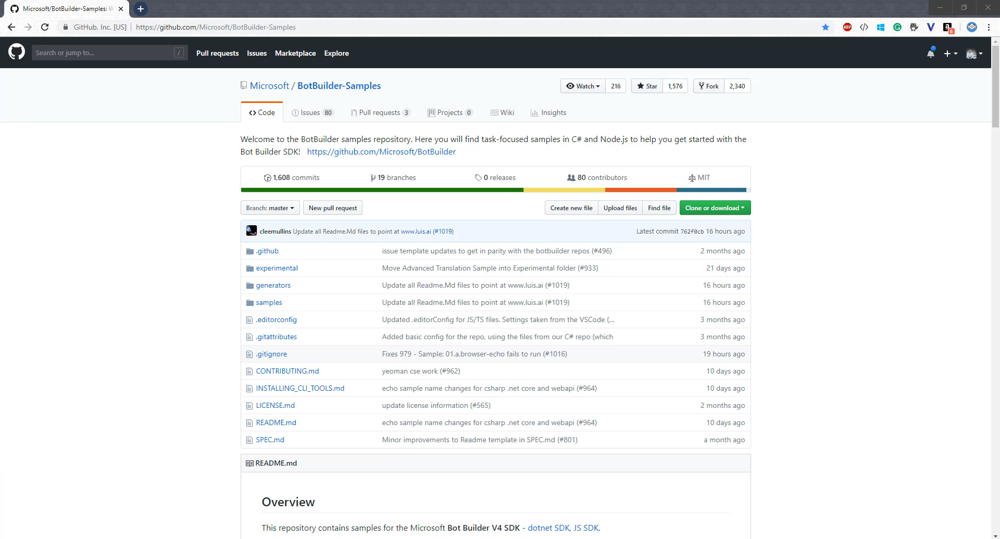 Microsoft/BotBuilder-Samples: W
GitHub, Inc. [US] https://github.com/Microsoft/BotBuilder-Samples
ABP
6
Search or jump to... /
Pull requests Issues Marketplace Explore
Microsoft / BotBuilder-Samples
Watch 216 Star 1,576 Fork 2,340
Code Issues 80 Pull requests 3 Projects 0 Wiki Insights
Welcome to the BotBuilder samples repository. Here you will find task-focused samples in C# and Node.js to help you get started with the
Bot Builder SDK! https://github.com/Microsoft/BotBuilder
1,608 commits 19 branches 0 releases 80 contributors MIT
Branch: master New pull request Create new file Upload files Find file Clone or download
cleemullins Update all Readme.Md files to point at www.luis.ai (#1019) Latest commit 762f0cb 16 hours ago
.github issue template updates to get in parity with the botbuilder repos (#496) 2 months ago
experimental Move Advanced Translation Sample into Experimental folder (#933) 21 days ago
generators Update all Readme.Md files to point at www.luis.ai (#1019) 16 hours ago
samples Update all Readme.Md files to point at www.luis.ai (#1019) 16 hours ago
.editorconfig Updated .editorConfig for JS/TS files. Settings taken from the VSCode (... 3 months ago
.gitattributes Added basic config for the repo, using the files from our C# repo (which 3 months ago
.gitignore Fixes 979 - Sample: 01.a.browser-echo fails to run (#1016) 19 hours ago
CONTRIBUTING.md yeoman cse work (#962) 10 days ago
INSTALLING_CLI_TOOLS.md echo sample name changes for csharp .net core and webapi (#964) 10 days ago
LICENSE.md update license information (#565) 2 months ago
README.md echo sample name changes for csharp .net core and webapi (#964) 10 days ago
SPEC.md Minor improvements to Readme template in SPEC.md (#801) a month ago
README.md
Overview
This repository contains samples for the Microsoft Bot Builder V4 SDK - dotnet SDK, JS SDK.